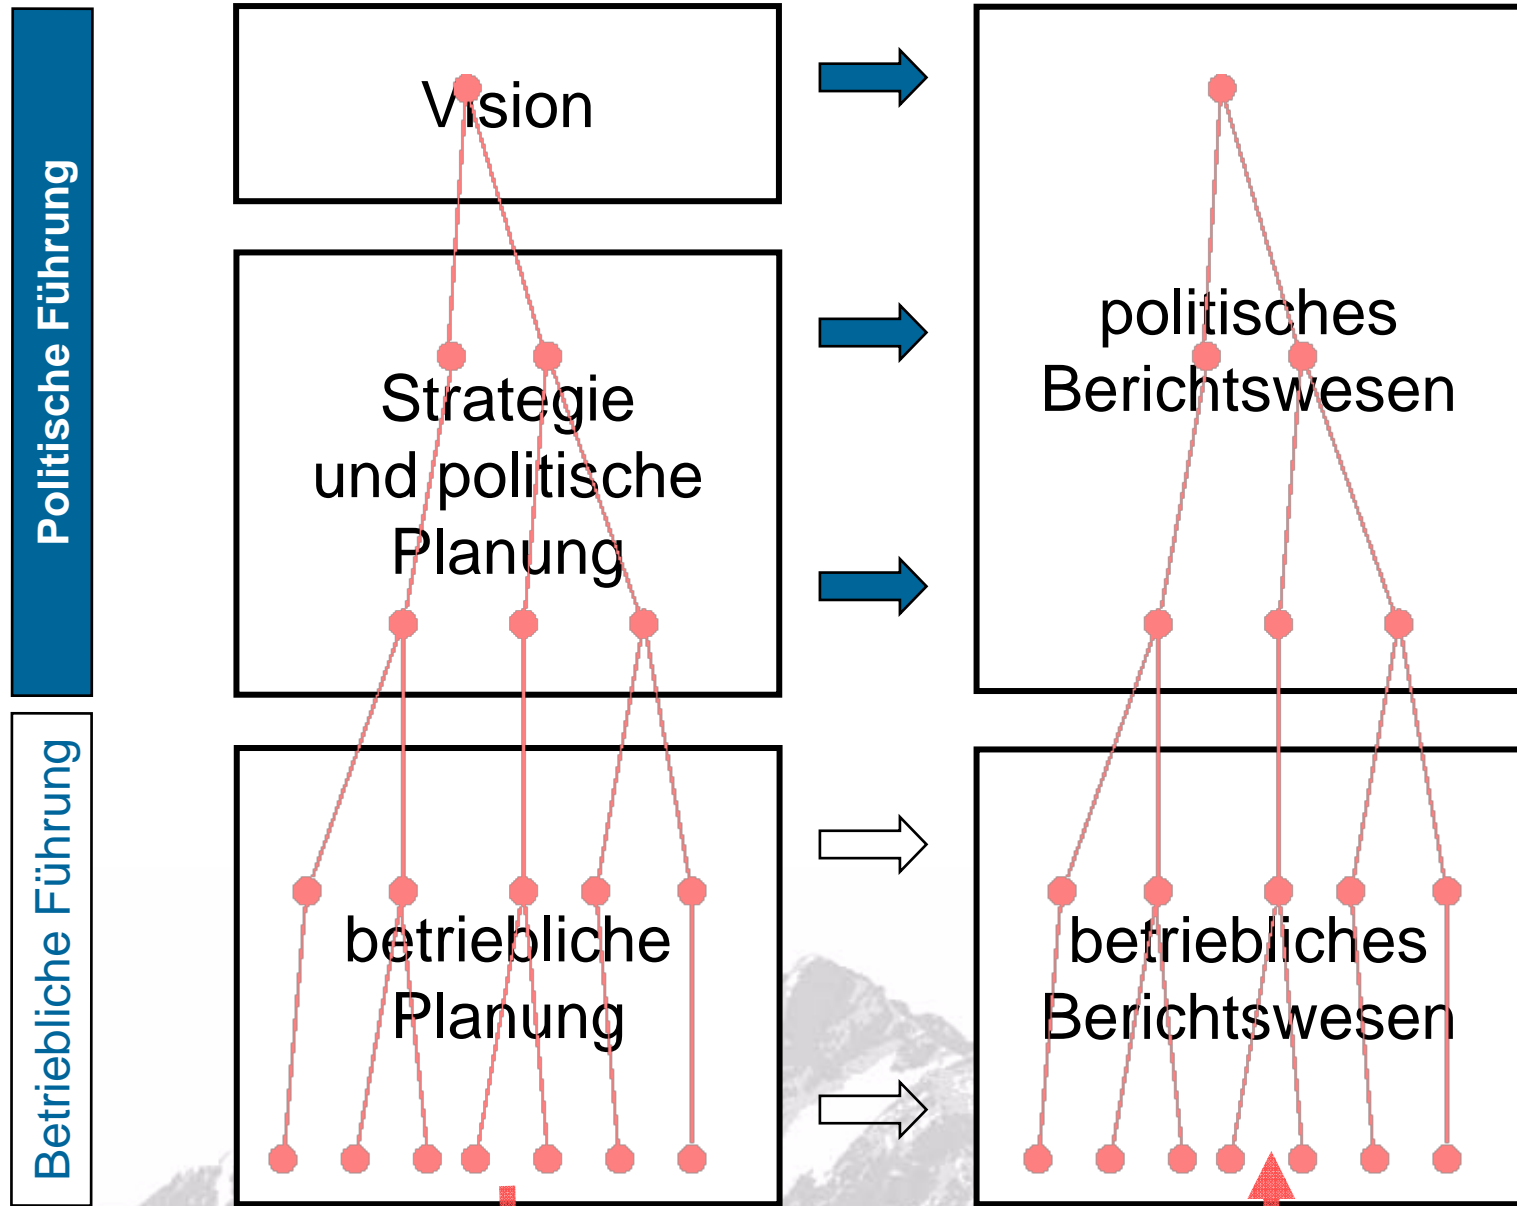 Politische Führung
Vision
Strategie
und politische
Planung
politisches
Berichtswesen
Betriebliche Führung
betriebliche
Planung
betriebliches
Berichtswesen